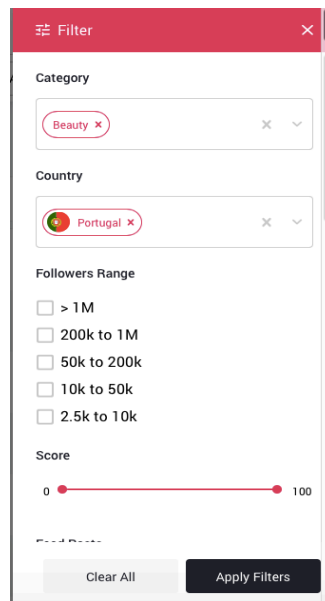 Filter
Category
Beauty
Country
Portugal
Followers Range
> 1M
200k to 1M
50k to 200k
10k to 50k
2.5k to 10k
Score
0 100
Clear All Apply Filters